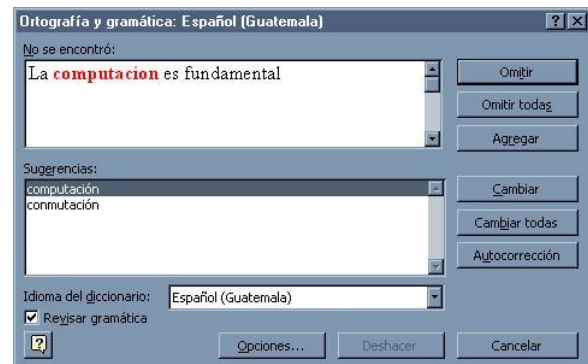 Ortografía y gramática: Español (Guatemala)
No se encontró:
La computacion es fundamental
Omitir
Omitir todas
Agregar
Sugerencias:
computación
conmutación
Cambiar
Cambiar todas
Autocorrección
Idioma del diccionario:
Español (Guatemala)
Revisar gramática
Opciones...
Deshacer
Cancelar